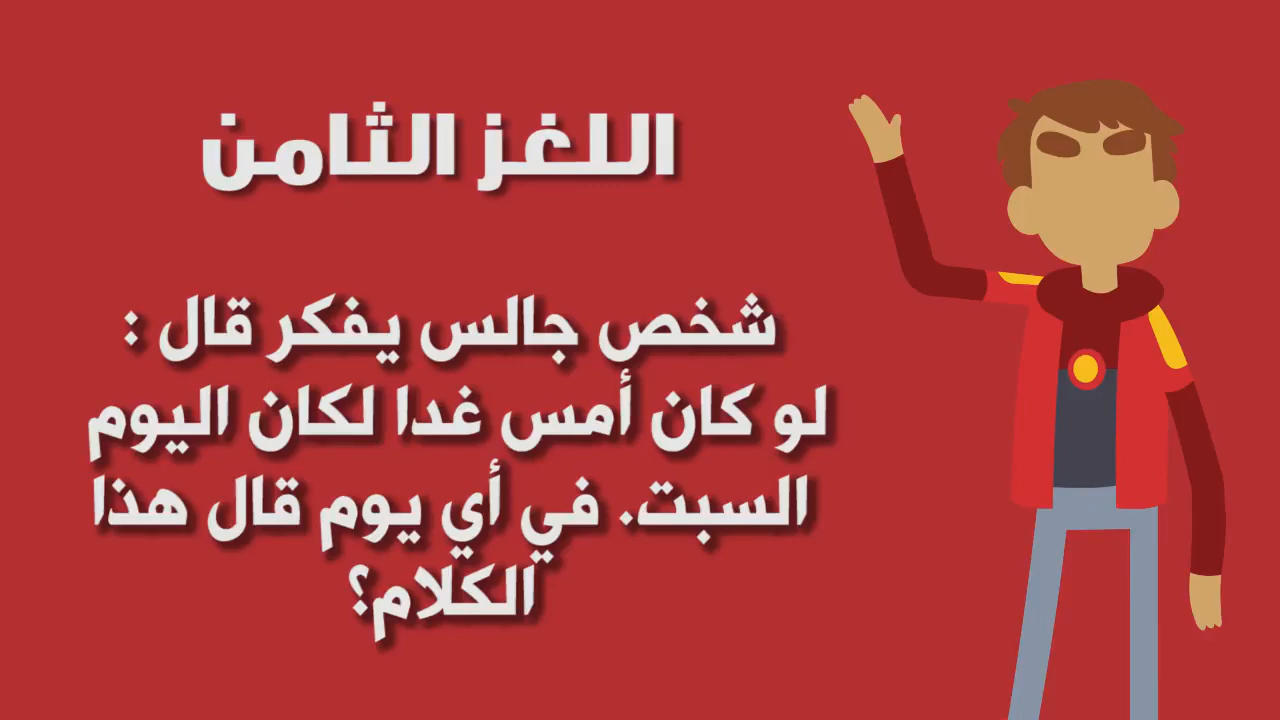 اللغز الثامن
شخص جالس يفكر قال :
لو كان أمس غدا لكان اليوم
السبت. في أي يوم قال هذا
الكلام؟